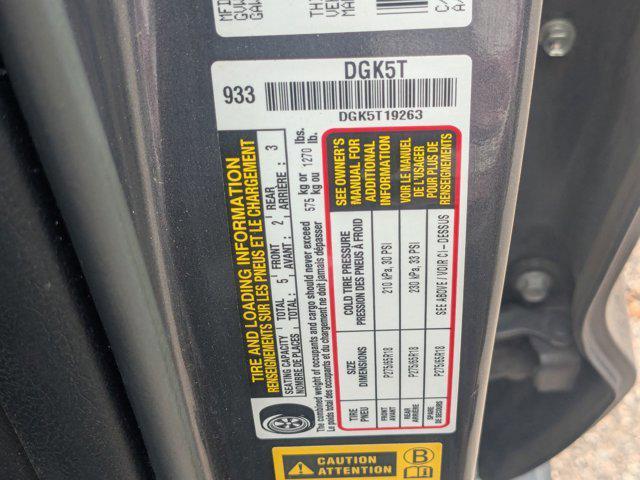 MFD
GVW
GAW
DGK5T
933
DGK5T19263
TIRE AND LOADING INFORMATION
RENSEIGNEMENTS SUR LES PNEUS ET LE CHARGEMENT
SEATING CAPACITY TOTAL 5 FRONT 2 REAR 3
NOMBRE DE PLACES: TOTAL: AVANT: ARRIÈRE:
The combined weight of occupants and cargo should never exceed 575 kg or 1270 lbs.
Le poids total des occupants et du chargement ne doit jamais dépasser kg ou lb.
TIRE SIZE COLD TIRE PRESSURE
PNEU DIMENSIONS PRESSION DES PNEUS À FROID
FRONT P275/65R18 210 kPa, 30 PSI
AVANT
REAR P275/65R18 230 kPa, 33 PSI
ARRIÈRE
SPARE P275/65R18 SEE ABOVE / VOIR CI-DESSUS
DE SECOURS
SEE OWNER'S
MANUAL FOR
ADDITIONAL
INFORMATION
VOIR LE MANUEL
DE L'USAGER
POUR PLUS DE
RENSEIGNEMENTS
CAUTION
ATTENTION
B